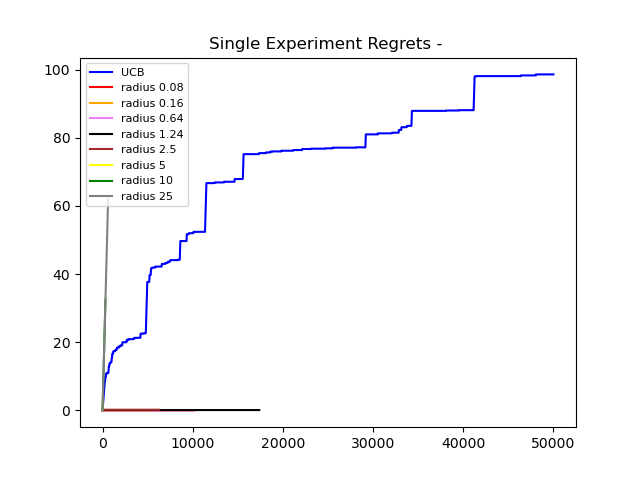 Single Experiment Regrets -
100
80
60
40
20
0
UCB
radius 0.08
radius 0.16
radius 0.64
radius 1.24
radius 2.5
radius 5
radius 10
radius 25
0 10000 20000 30000 40000 50000